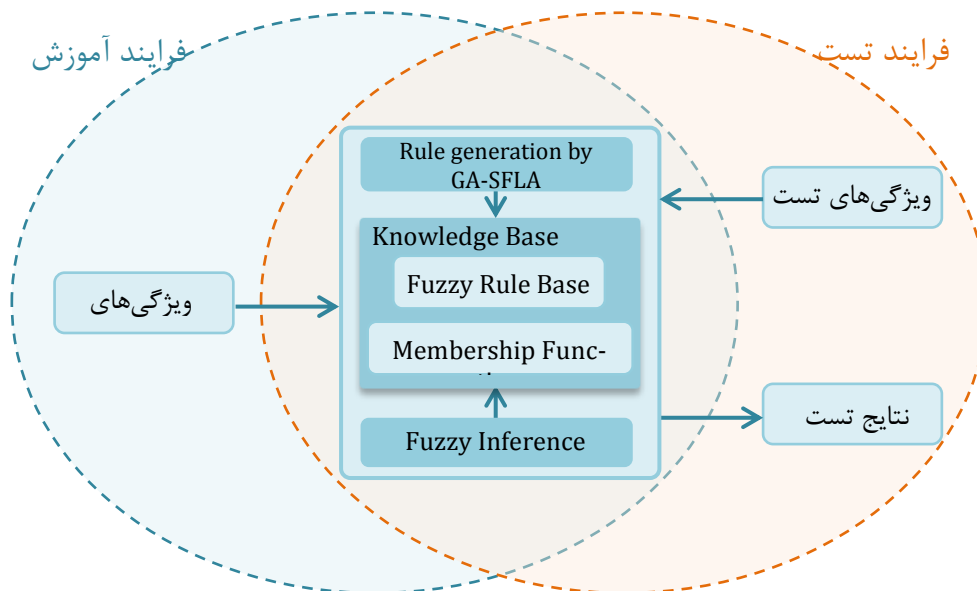 فرایند آموزش
فرایند تست
Rule generation by
GA-SFLA
ویژگی‌های تست
Knowledge Base
Fuzzy Rule Base
ویژگی‌های
Membership Func-
نتایج تست
Fuzzy Inference